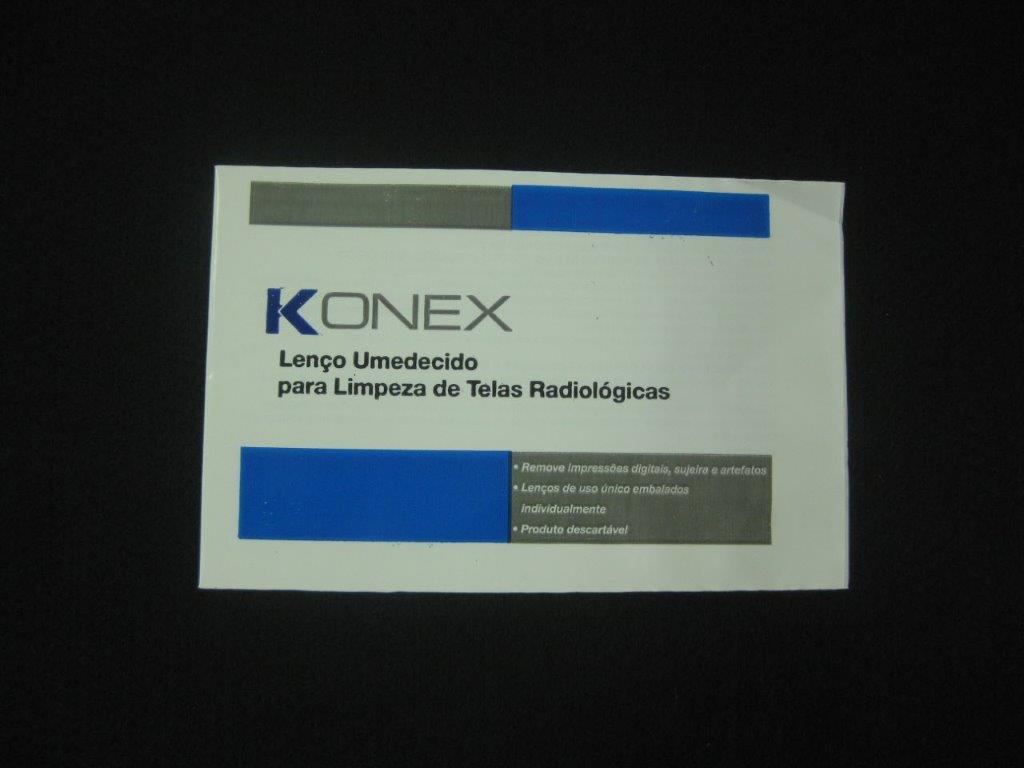 KONEX
Lenço Umedecido
para Limpeza de Telas Radiológicas
• Remove impressões digitais, sujeira e artefatos
• Lenços de uso único embalados
individualmente
• Produto descartável